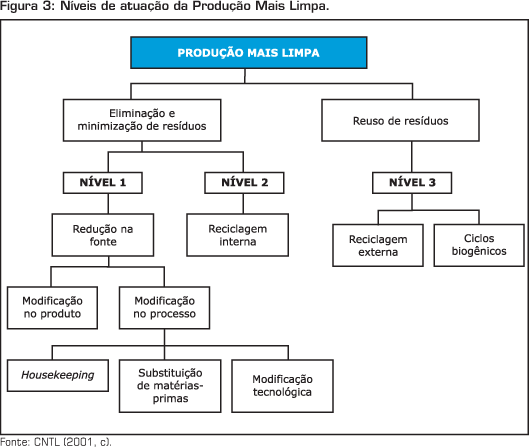 Figura 3: Níveis de atuação da Produção Mais Limpa.
PRODUÇÃO MAIS LIMPA
Eliminação e
minimização de resíduos
Reuso de resíduos
NÍVEL 1
NÍVEL 2
NÍVEL 3
Redução na
fonte
Reciclagem
interna
Reciclagem
externa
Ciclos
biogênicos
Modificação
no produto
Modificação
no processo
Housekeeping
Substituição
de matérias-
primas
Modificação
tecnológica
Fonte: CNTL (2001, c).